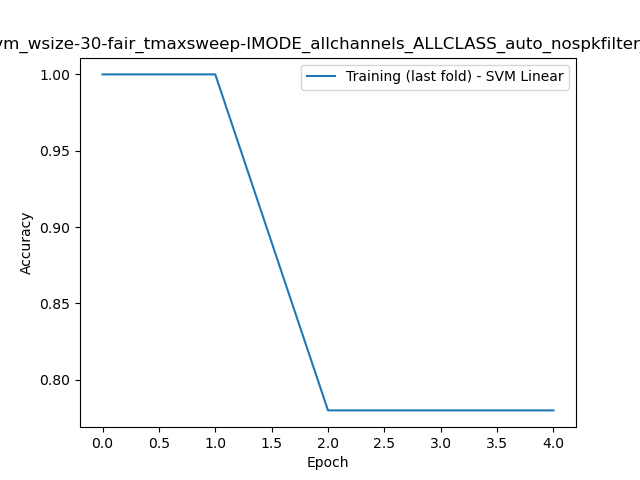 vm_wsize-30-fair_tmaxsweep-IMODE_allchannels_ALLCLASS_auto_nospkfilter_
Training (last fold) - SVM Linear
1.00
0.95
0.90
0.85
0.80
Accuracy
0.0 0.5 1.0 1.5 2.0 2.5 3.0 3.5 4.0
Epoch